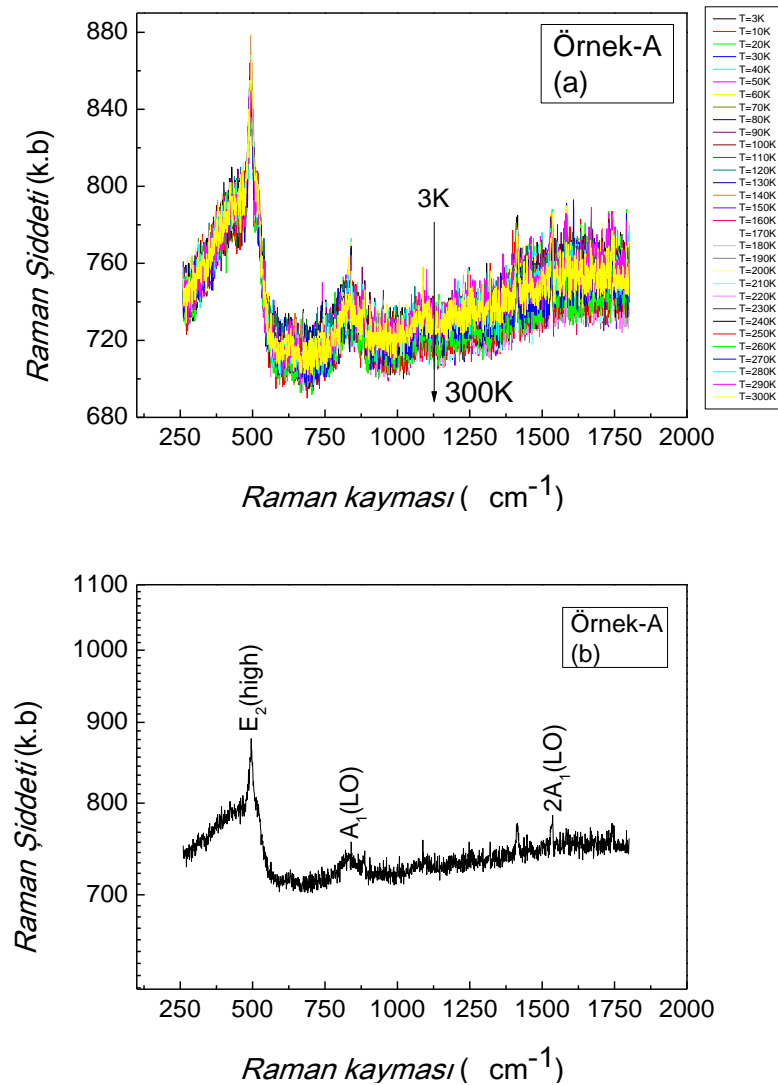 880
840
800
760
720
680
Raman Şiddeti (k.b)
Örnek-A
(a)
3K
300K
250 500 750 1000 1250 1500 1750 2000
Raman kayması ( cm-1)
T=3K
T=10K
T=20K
T=30K
T=40K
T=50K
T=60K
T=70K
T=80K
T=90K
T=100K
T=110K
T=120K
T=130K
T=140K
T=150K
T=160K
T=170K
T=180K
T=190K
T=200K
T=210K
T=220K
T=230K
T=240K
T=250K
T=260K
T=270K
T=280K
T=290K
T=300K
1100
1000
900
800
700
Raman Şiddeti (k.b)
Örnek-A
(b)
E2(high)
A1(LO)
2A1(LO)
250 500 750 1000 1250 1500 1750 2000
Raman kayması ( cm-1)